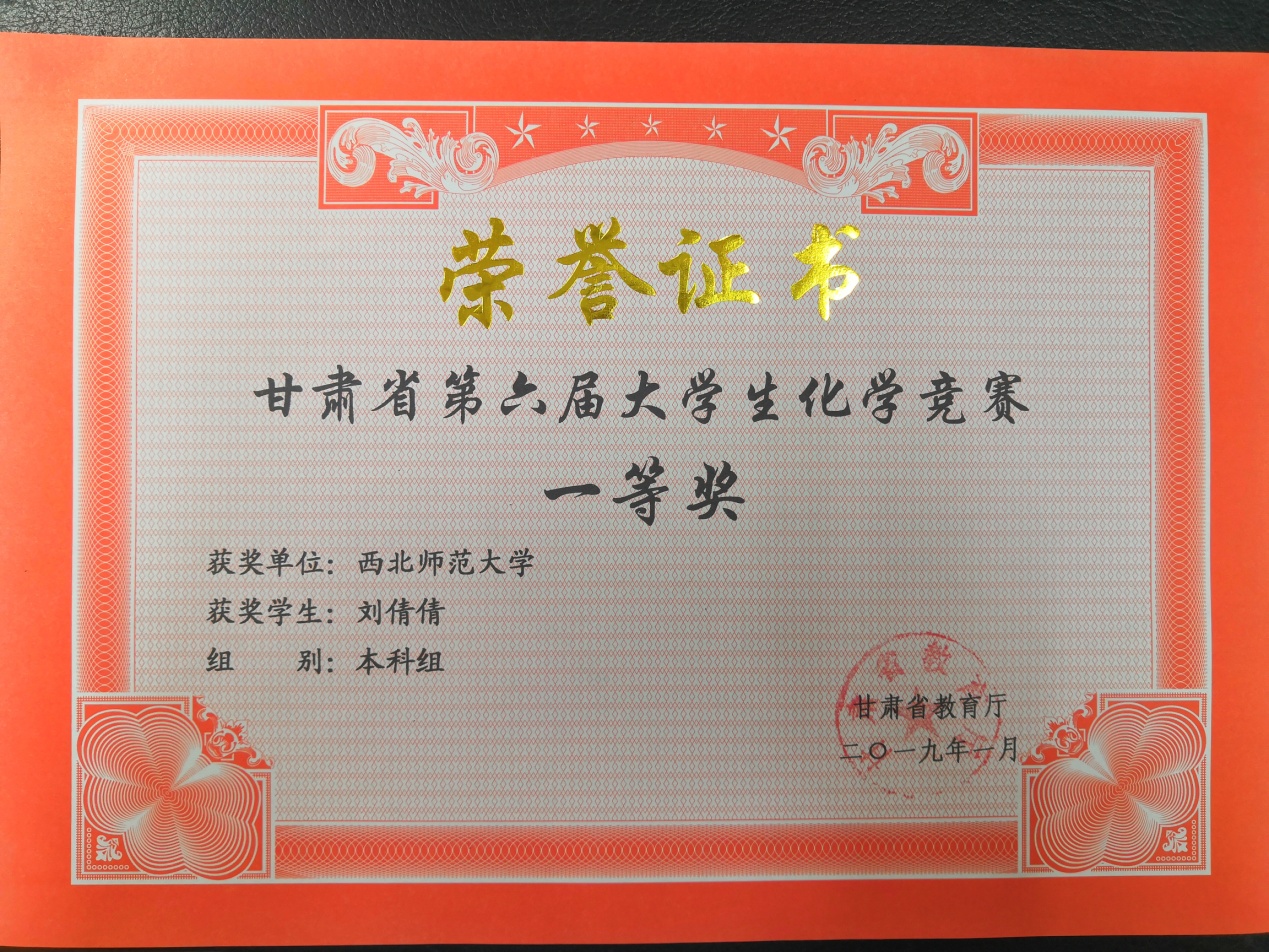 荣誉证书
甘肃省第六届大学生化学竞赛
一等奖
获奖单位：西北师范大学
获奖学生：刘倩倩
组　　别：本科组
甘肃省教育厅
二〇一九年一月